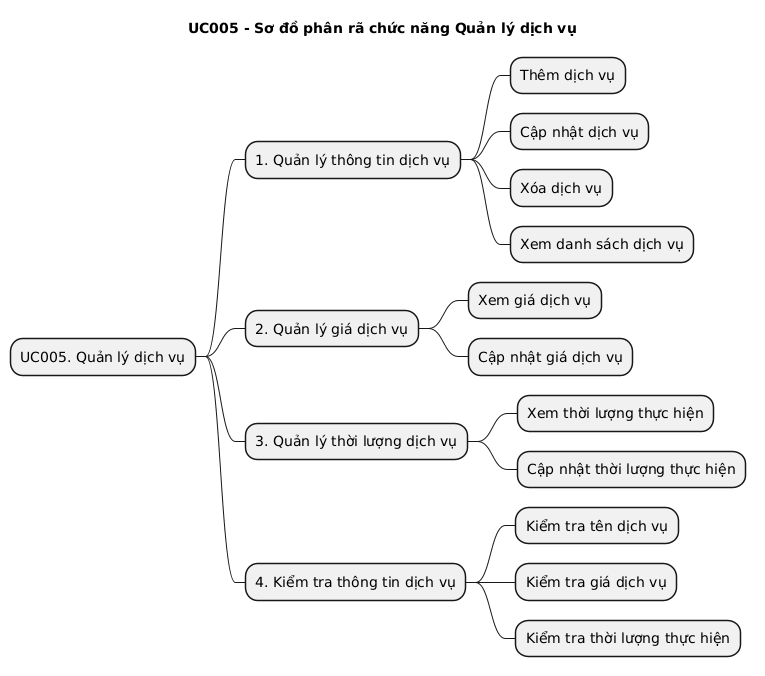 UC005 - Sơ đồ phân rã chức năng Quản lý dịch vụ
UC005. Quản lý dịch vụ
1. Quản lý thông tin dịch vụ
Thêm dịch vụ
Cập nhật dịch vụ
Xóa dịch vụ
Xem danh sách dịch vụ
2. Quản lý giá dịch vụ
Xem giá dịch vụ
Cập nhật giá dịch vụ
3. Quản lý thời lượng dịch vụ
Xem thời lượng thực hiện
Cập nhật thời lượng thực hiện
4. Kiểm tra thông tin dịch vụ
Kiểm tra tên dịch vụ
Kiểm tra giá dịch vụ
Kiểm tra thời lượng thực hiện